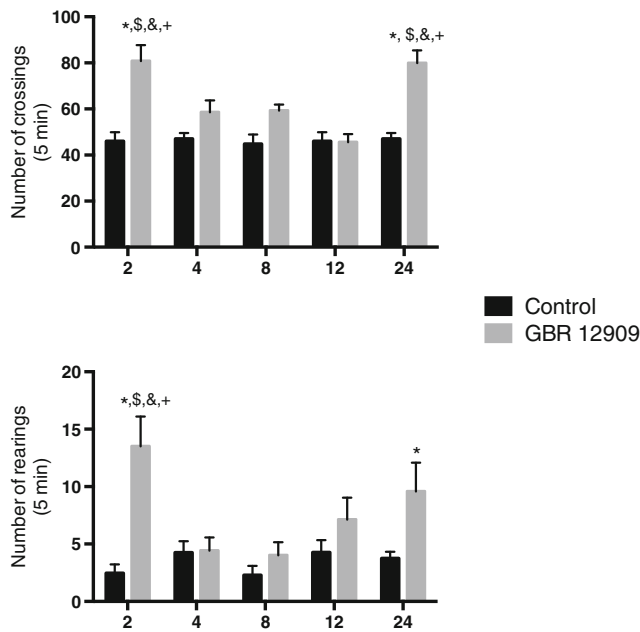 Number of crossings
(5 min)
100
80
60
40
20
0
*,$,&,+
*, $,&,+
2 4 8 12 24
Control
GBR 12909
Number of rearings
(5 min)
20
15
10
5
0
*,$,&,+
*
2 4 8 12 24